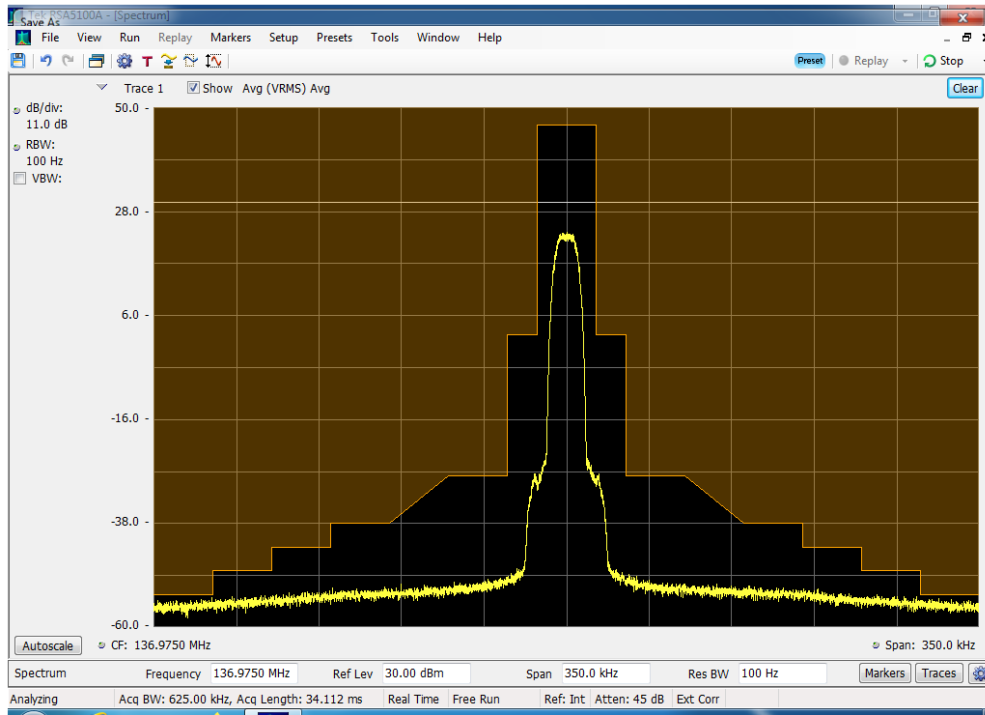 Tek RSA5100A - [Spectrum]
Save As
File View Run Replay Markers Setup Presets Tools Window Help
T Preset Replay Stop
Trace 1 Show Avg (VRMS) Avg Clear
dB/div:
11.0 dB
RBW:
100 Hz
VBW:
50.0
28.0
6.0
-16.0
-38.0
-60.0
Autoscale CF: 136.9750 MHz Span: 350.0 kHz
Spectrum Frequency 136.9750 MHz Ref Lev 30.00 dBm Span 350.0 kHz Res BW 100 Hz Markers Traces
Analyzing Acq BW: 625.00 kHz, Acq Length: 34.112 ms Real Time Free Run Ref: Int Atten: 45 dB Ext Corr